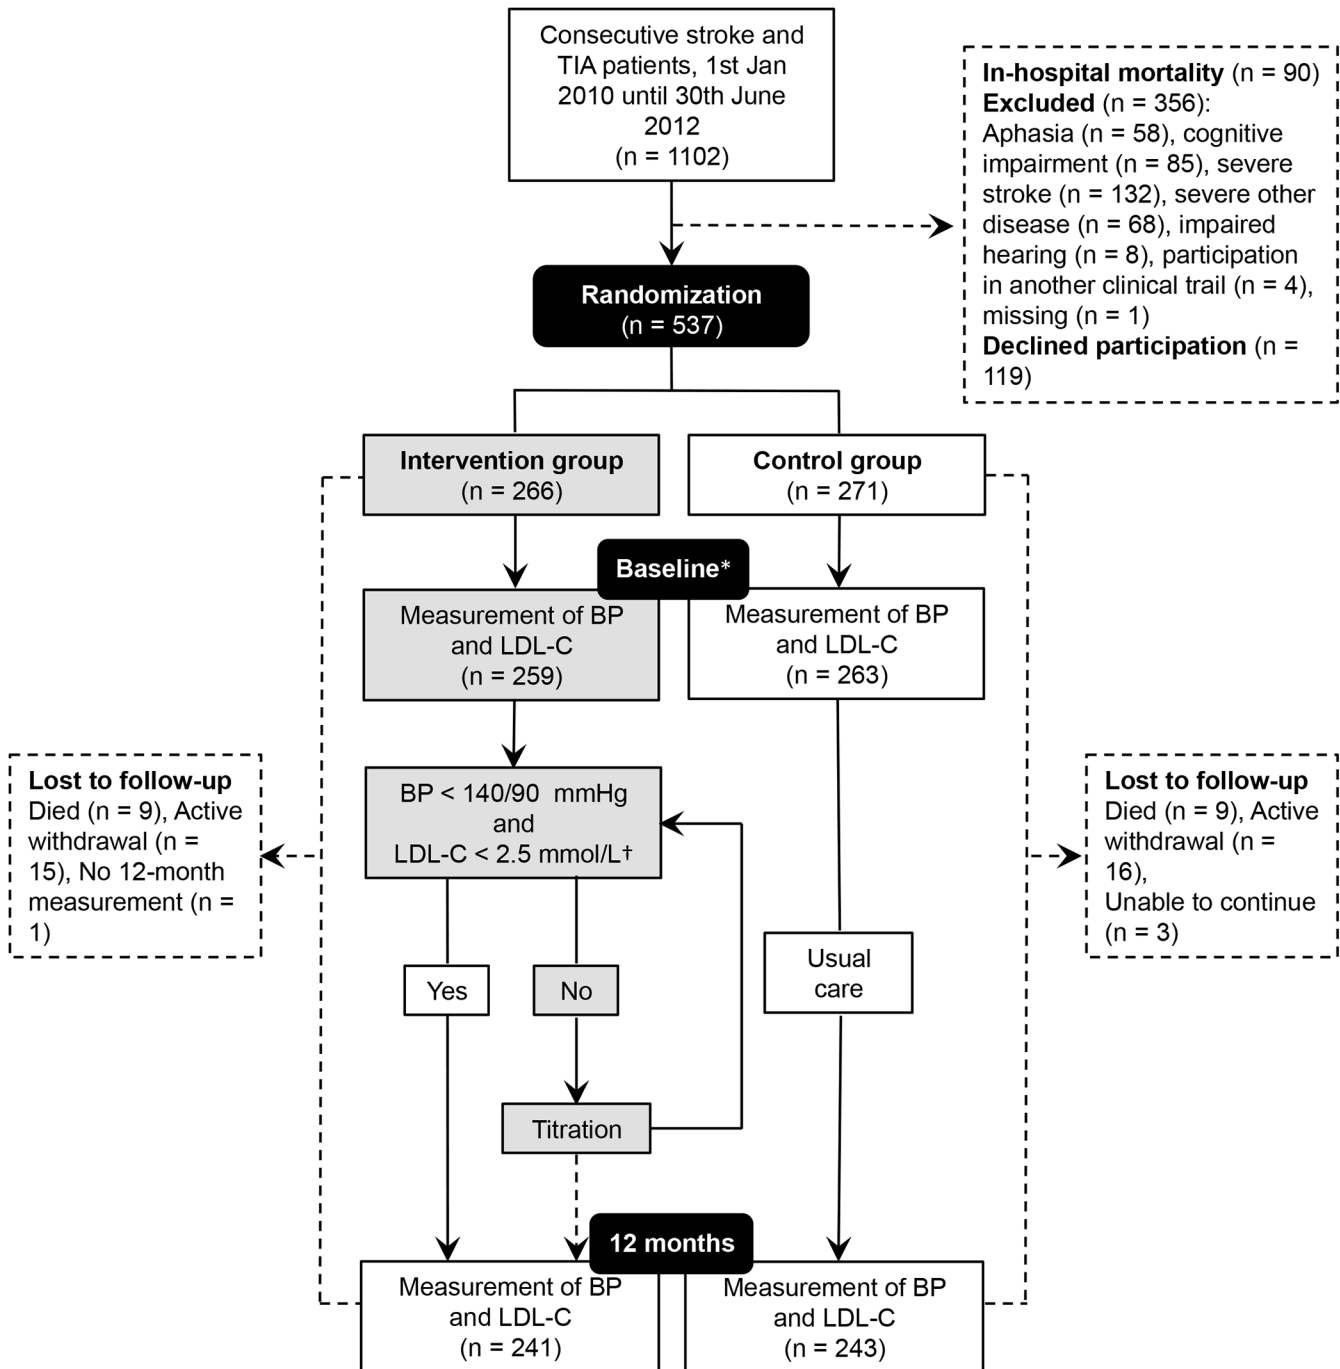 Consecutive stroke and
TIA patients, 1st Jan
2010 until 30th June
2012
(n = 1102)
In-hospital mortality (n = 90)
Excluded (n = 356):
Aphasia (n = 58), cognitive
impairment (n = 85), severe
stroke (n = 132), severe other
disease (n = 68), impaired
hearing (n = 8), participation
in another clinical trail (n = 4),
missing (n = 1)
Declined participation (n =
119)
Randomization
(n = 537)
Intervention group
(n = 266)
Control group
(n = 271)
Baseline*
Measurement of BP
and LDL-C
(n = 259)
Measurement of BP
and LDL-C
(n = 263)
Lost to follow-up
Died (n = 9), Active
withdrawal (n =
15), No 12-month
measurement (n =
1)
BP < 140/90 mmHg
and
LDL-C < 2.5 mmol/L†
Lost to follow-up
Died (n = 9), Active
withdrawal (n =
16),
Unable to continue
(n = 3)
Yes
No
Usual
care
Titration
12 months
Measurement of BP
and LDL-C
(n = 241)
Measurement of BP
and LDL-C
(n = 243)